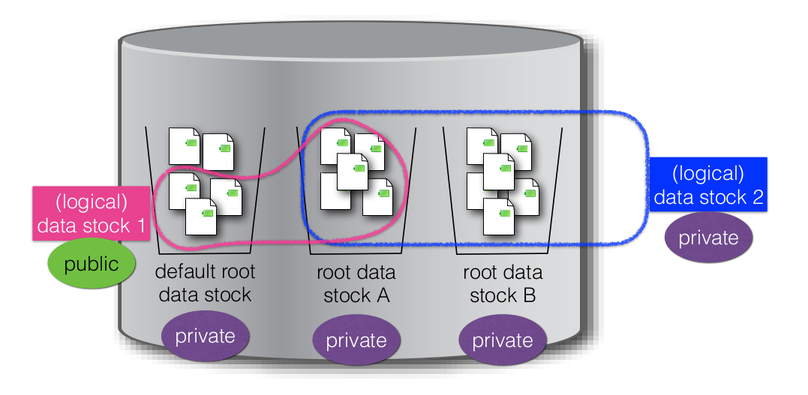 (logical)
data stock 1
public
(logical)
data stock 2
private
default root
data stock
root data
stock A
root data
stock B
private
private
private